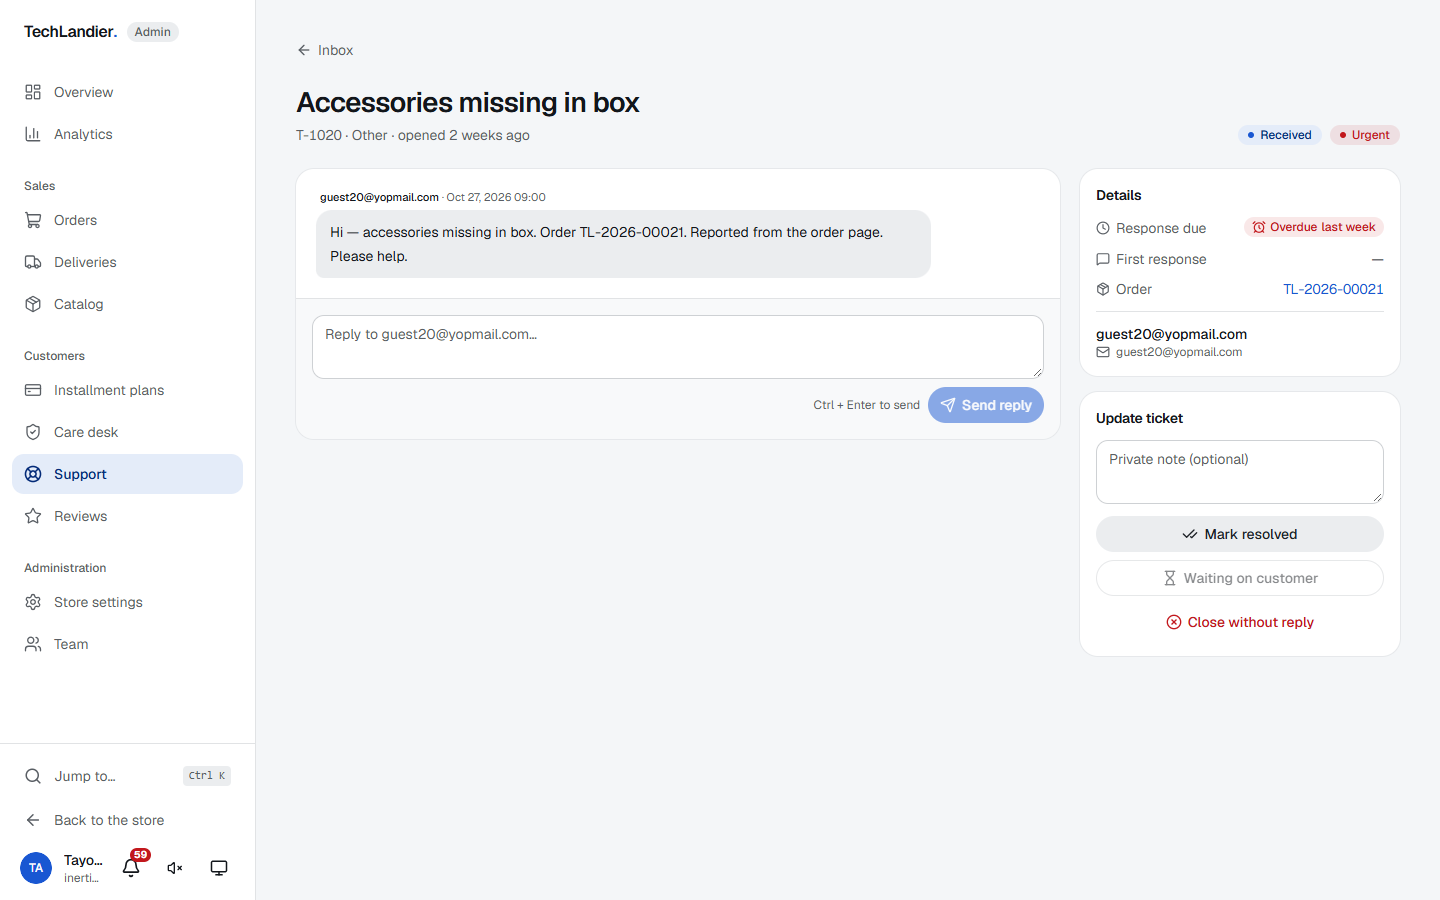 TechLandier. Admin
Overview
Analytics
Sales
Orders
Deliveries
Catalog
Customers
Installment plans
Care desk
Support
Reviews
Administration
Store settings
Team
Jump to... Ctrl K
Back to the store
TA
Tayo...
inerti...
59
Inbox
Accessories missing in box
T-1020 · Other · opened 2 weeks ago
Received
Urgent
guest20@yopmail.com · Oct 27, 2026 09:00
Hi — accessories missing in box. Order TL-2026-00021. Reported from the order page.
Please help.
Reply to guest20@yopmail.com...
Ctrl + Enter to send
Send reply
Details
Response due Overdue last week
First response —
Order TL-2026-00021
guest20@yopmail.com
guest20@yopmail.com
Update ticket
Private note (optional)
Mark resolved
Waiting on customer
Close without reply